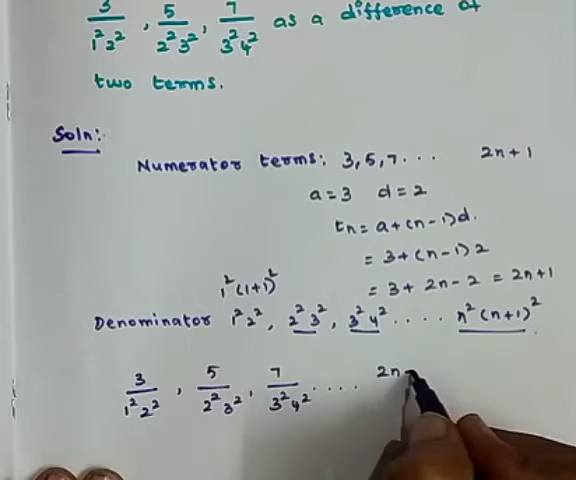 3/1²2², 5/2²3², 7/3²4² as a difference of
two terms.
Soln:
Numerator terms: 3, 5, 7 ... 2n+1
a=3 d=2
tn = a+(n-1)d.
= 3+(n-1)2
= 3+2n-2 = 2n+1
1²(1+1)²
Denominator 1²2², 2²3², 3²4² .... n²(n+1)²
3/1²2², 5/2²3², 7/3²4² .... 2n